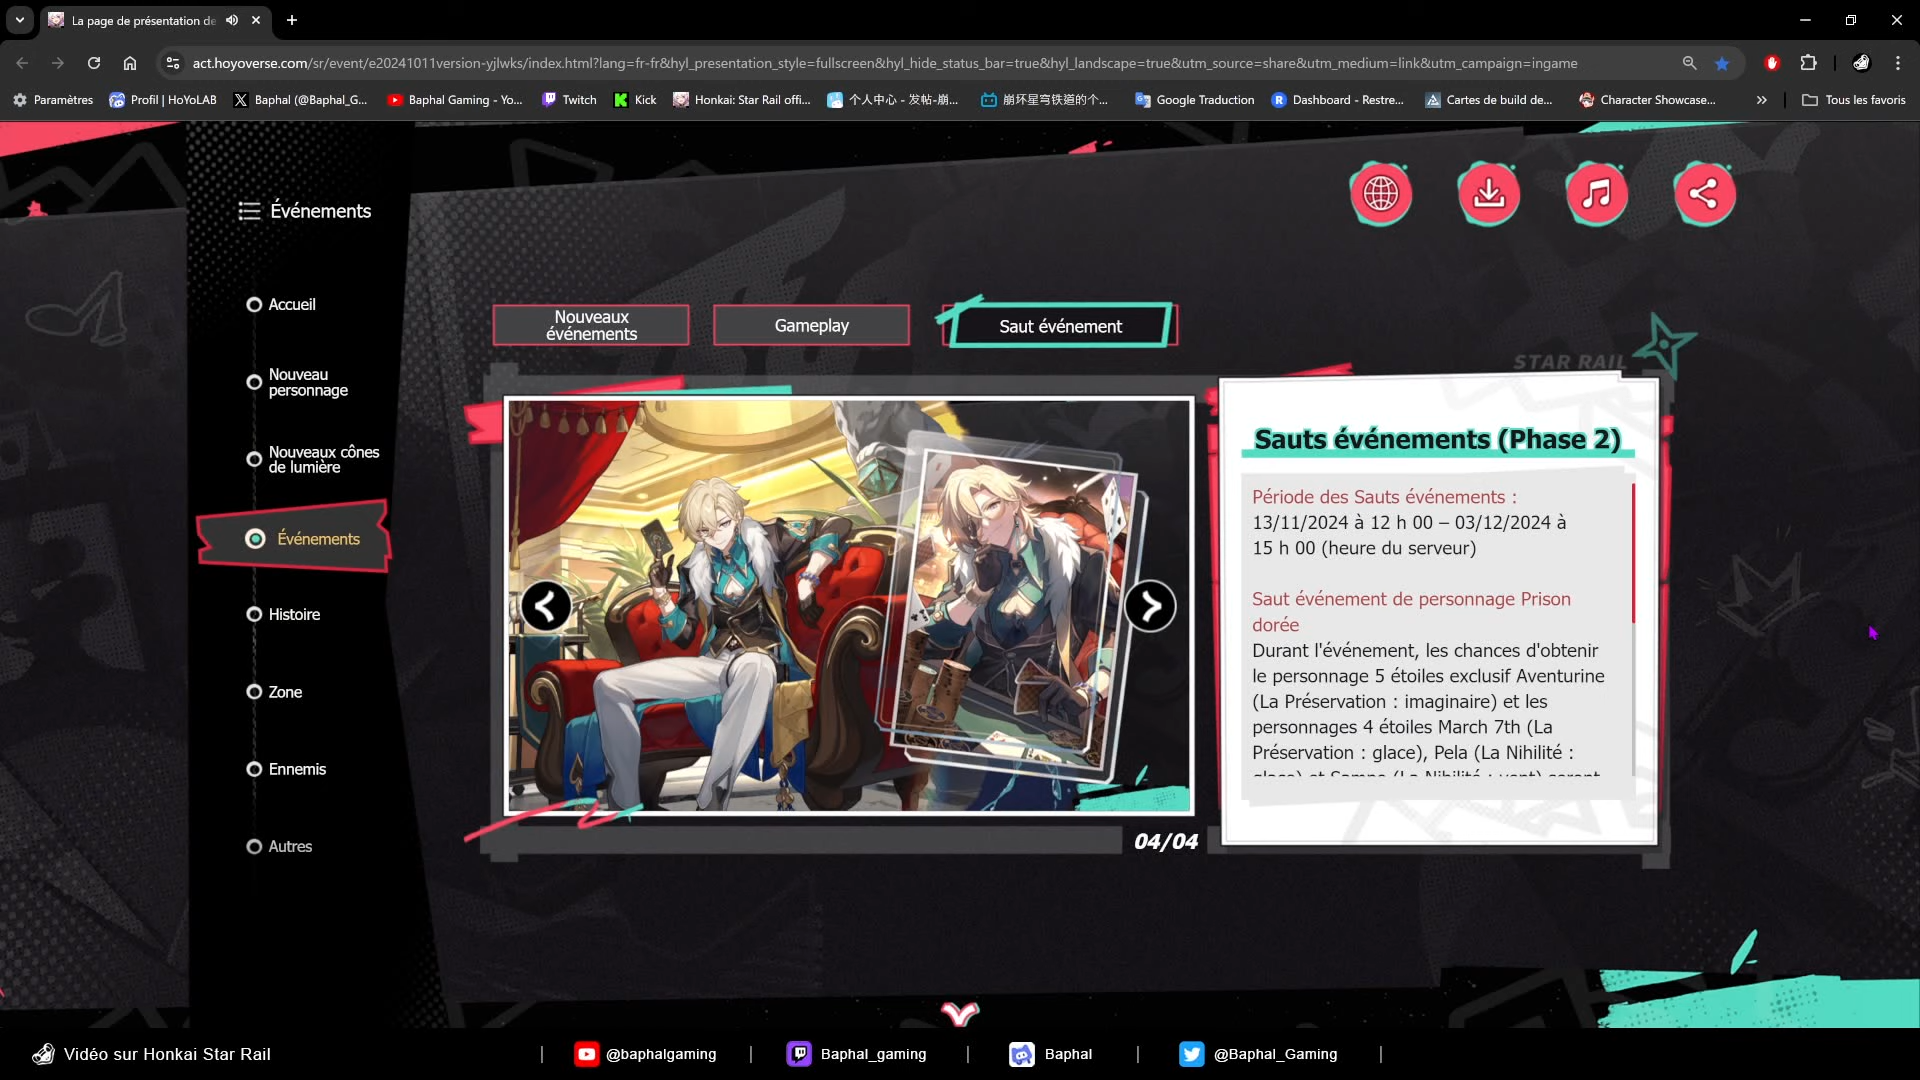 La page de présentation de
act.hoyoverse.com/sr/event/e20241011version-yjlwks/index.html?lang=fr-fr&hyl_presentation_style=fullscreen&hyl_hide_status_bar=true&hyl_landscape=true&utm_source=share&utm_medium=link&utm_campaign=ingame
Paramètres
Profil | HoYoLAB
Baphal (@Baphal_G...
Baphal Gaming - Yo...
Twitch
Kick
Honkai: Star Rail offi...
个人中心 - 发帖-崩...
崩坏星穹铁道的个...
Google Traduction
Dashboard - Restre...
Cartes de build de...
Character Showcase...
Tous les favoris
Événements
Accueil
Nouveau
personnage
Nouveaux cônes
de lumière
Événements
Histoire
Zone
Ennemis
Autres
Nouveaux
événements
Gameplay
Saut événement
STAR RAIL
Sauts événements (Phase 2)
Période des Sauts événements :
13/11/2024 à 12 h 00 – 03/12/2024 à
15 h 00 (heure du serveur)
Saut événement de personnage Prison
dorée
Durant l'événement, les chances d'obtenir
le personnage 5 étoiles exclusif Aventurine
(La Préservation : imaginaire) et les
personnages 4 étoiles March 7th (La
Préservation : glace), Pela (La Nihilité :
glace) et Sampo (La Nihilité : vent) seront
04/04
Vidéo sur Honkai Star Rail
@baphalgaming
Baphal_gaming
Baphal
@Baphal_Gaming